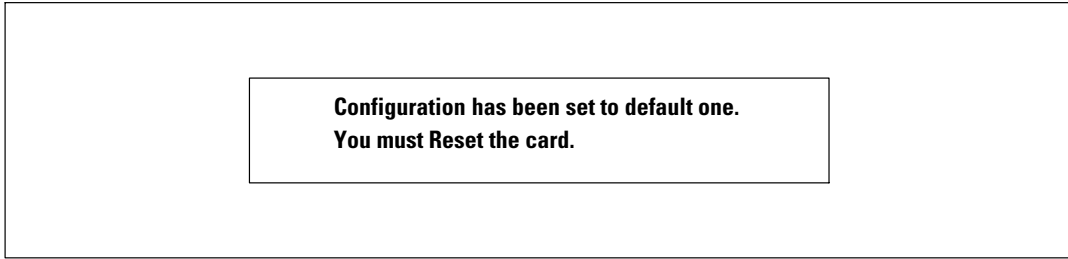 Configuration has been set to default one.
You must Reset the card.